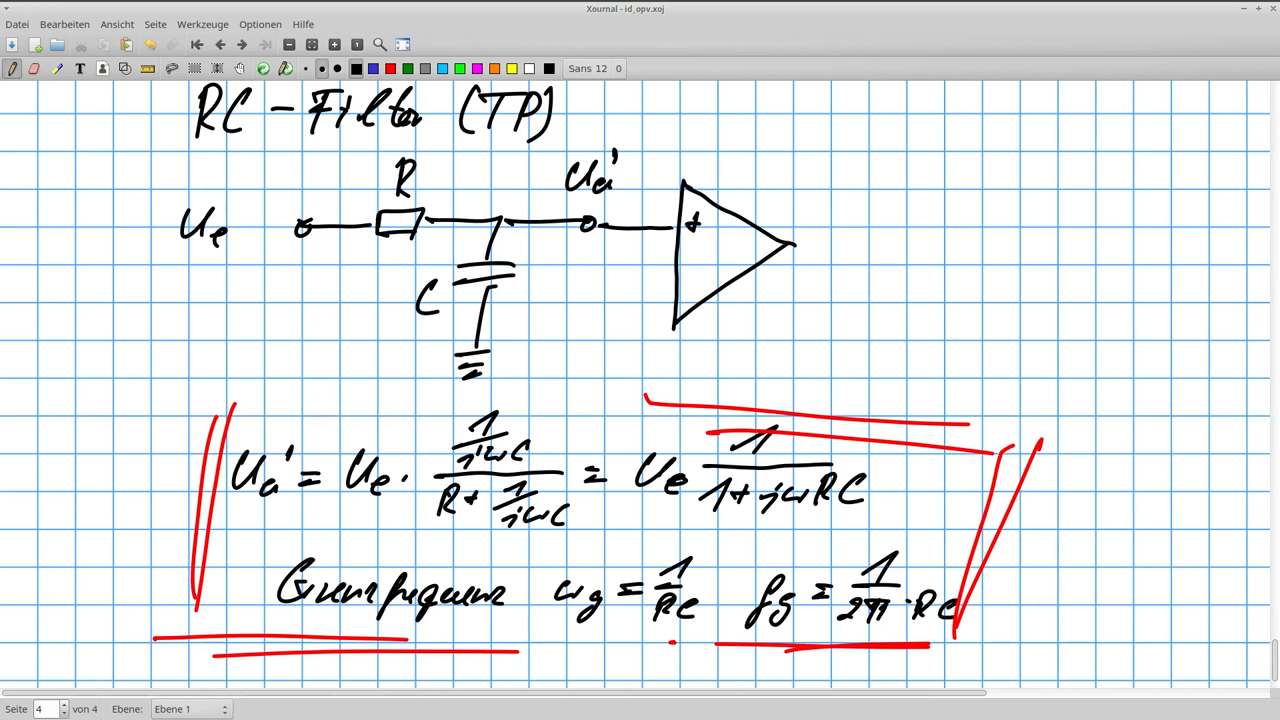 Xournal - id_opv.xoj
Datei Bearbeiten Ansicht Seite Werkzeuge Optionen Hilfe
Sans 12 0
RC - Filter (TP)
R
Ua'
Ue
+
C
Ua' = Ue · (1/jωC)/(R + 1/jωC) = Ue 1/(1 + jωRC)
Grenzfrequenz ωg = 1/RC fg = 1/2π·RC
Seite 4 von 4 Ebene: Ebene 1